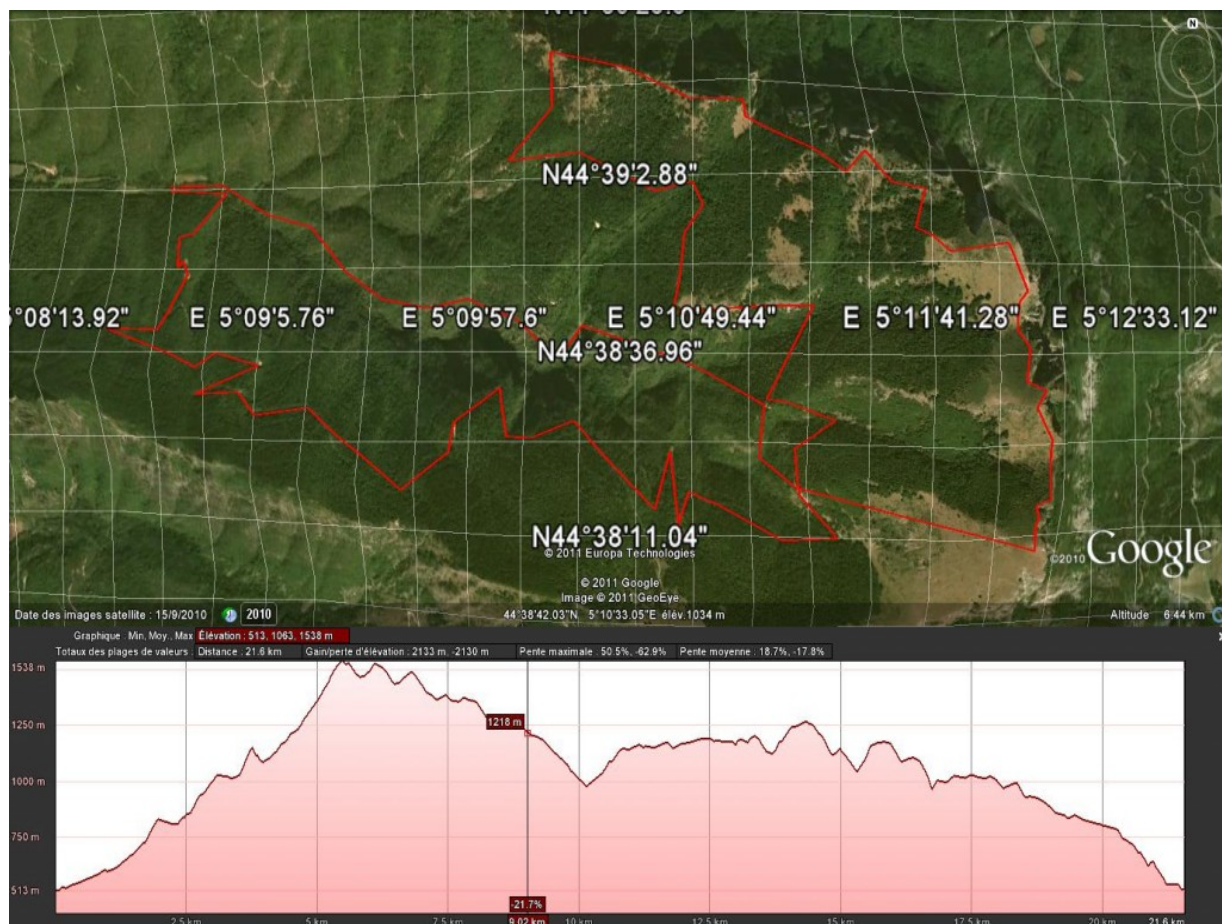 N44°39'2.88"
5°08'13.92" E 5°09'5.76" E 5°09'57.6" E 5°10'49.44" E 5°11'41.28" E 5°12'33.12"
N44°38'36.96"
N44°38'11.04"
© 2011 Europa Technologies
©2010 Google
© 2011 Google
Image © 2011 GeoEye
Date des images satellite : 15/9/2010 2010 44°38'42.03"N 5°10'33.05"E élév. 1034 m Altitude 6.44 km
Graphique : Min, Moy., Max Élévation : 513, 1063, 1538 m
Totaux des plages de valeurs : Distance : 21.6 km Gain/perte d'élévation : 2133 m, -2130 m Pente maximale : 50.5%, -62.9% Pente moyenne : 18.7%, -17.8%
1538 m
1250 m
1218 m
1000 m
750 m
513 m
-21.7%
2.5 km 5 km 7.5 km 9.02 km 10 km 12.5 km 15 km 17.5 km 20 km 21.6 km
N